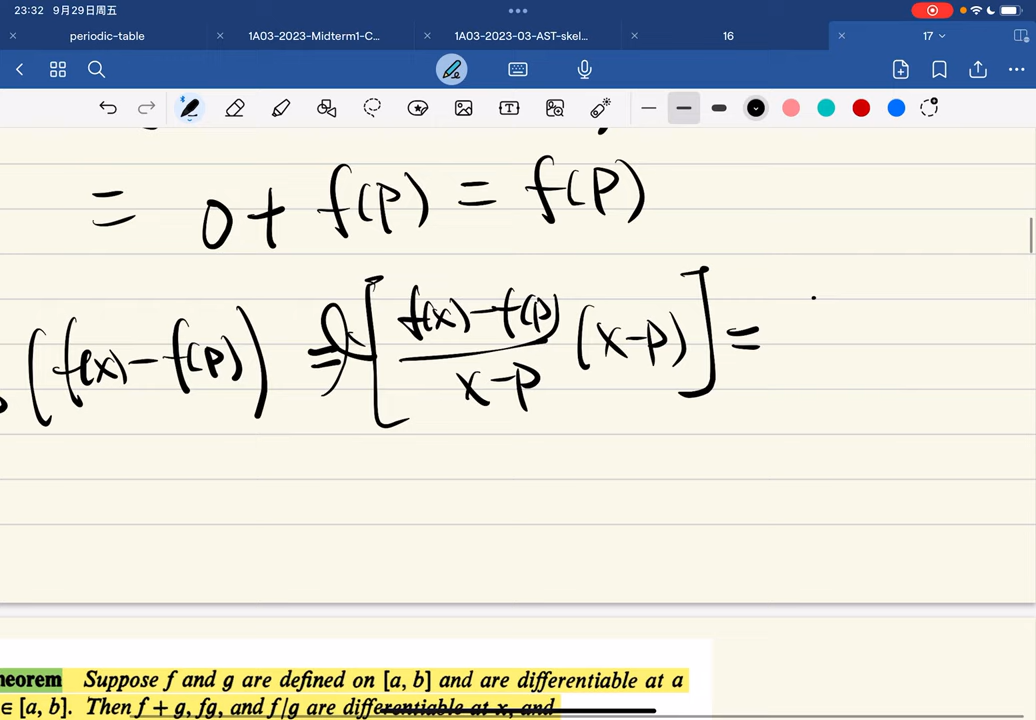 23:32 9月29日周五
periodic-table 1A03-2023-Midterm1-C... 1A03-2023-03-AST-skel... 16 17
= 0 + f(p) = f(p)
(f(x) - f(p)) = [ (f(x) - f(p)) / (x - p) (x - p) ] =
eorem Suppose f and g are defined on [a, b] and are differentiable at a
∈ [a, b]. Then f + g, fg, and f/g are differentiable at x, and